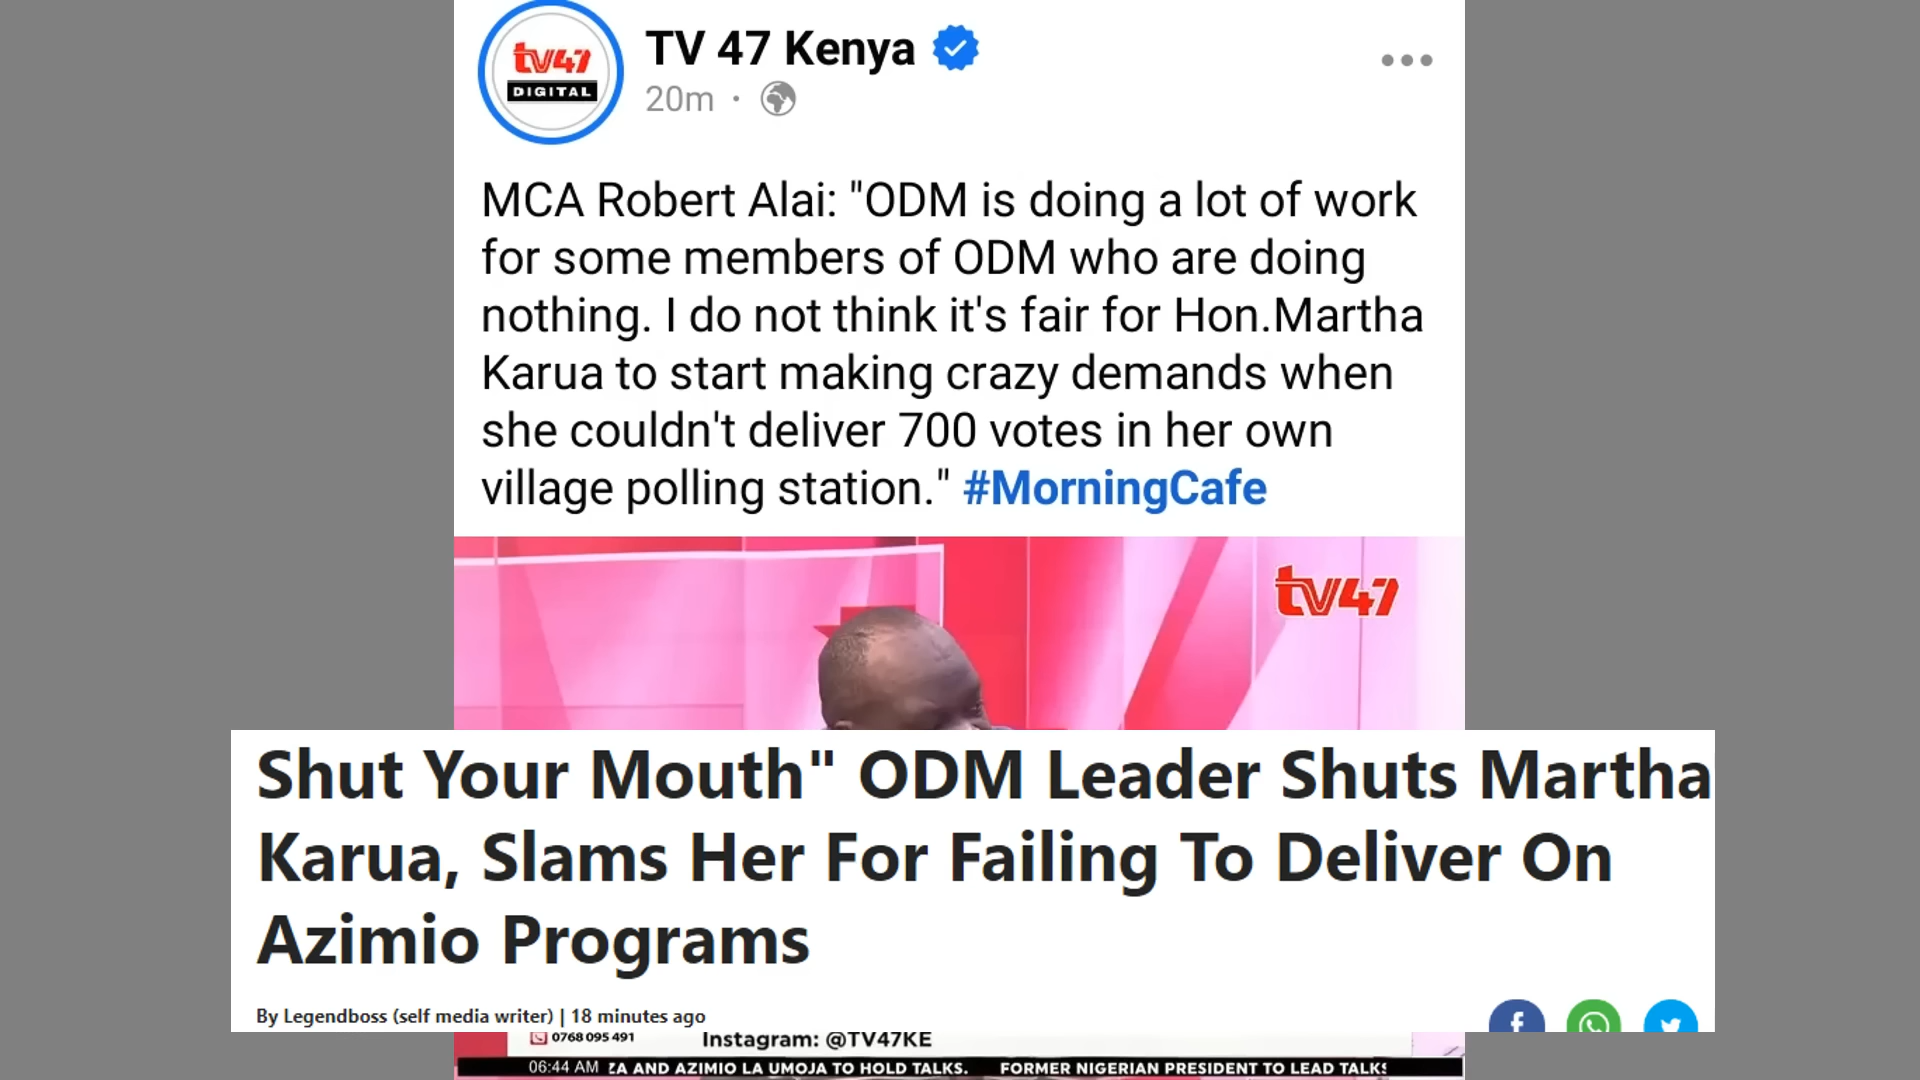 tv47
DIGITAL
TV 47 Kenya
20m ·
MCA Robert Alai: "ODM is doing a lot of work
for some members of ODM who are doing
nothing. I do not think it's fair for Hon.Martha
Karua to start making crazy demands when
she couldn't deliver 700 votes in her own
village polling station." #MorningCafe
tv47
Shut Your Mouth" ODM Leader Shuts Martha
Karua, Slams Her For Failing To Deliver On
Azimio Programs
By Legendboss (self media writer) | 18 minutes ago
0768 095 491
Instagram: @TV47KE
06:44 AM ZA AND AZIMIO LA UMOJA TO HOLD TALKS. FORMER NIGERIAN PRESIDENT TO LEAD TALKS